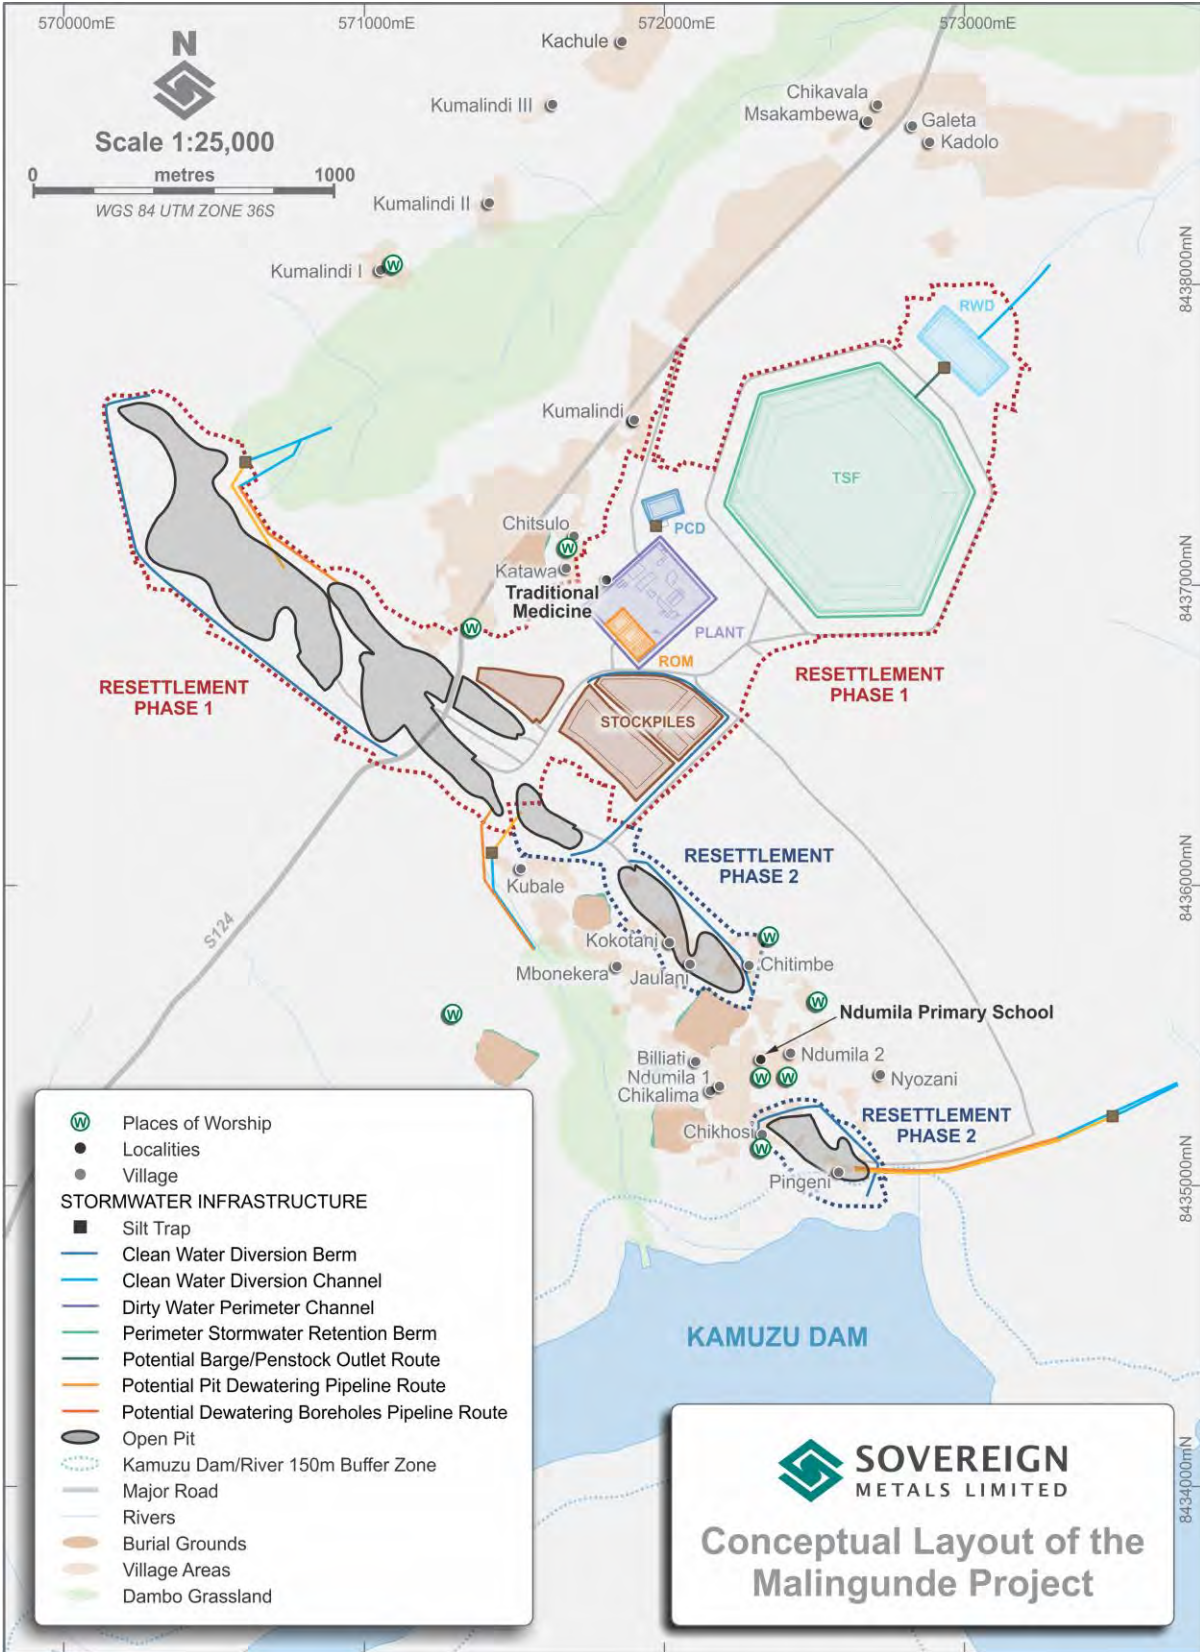 570000mE
571000mE
572000mE
573000mE
N
Scale 1:25,000
0 metres 1000
WGS 84 UTM ZONE 36S
Kachule
Kumalindi III
Chikavala
Msakambewa
Galeta
Kadolo
Kumalindi II
Kumalindi I
8438000mN
RWD
Kumalindi
TSF
PCD
Chitsulo
Katawa
Traditional
Medicine
8437000mN
PLANT
ROM
RESETTLEMENT
PHASE 1
RESETTLEMENT
PHASE 1
STOCKPILES
RESETTLEMENT
PHASE 2
Kubale
8436000mN
S124
Kokotani
Mbonekera
Jaulani
Chitimbe
Ndumila Primary School
Billiati
Ndumila 2
Ndumila 1
Chikalima
Nyozani
RESETTLEMENT
PHASE 2
Chikhosi
Pingeni
8435000mN
W
W
W
W
W
W
W
W
W
KAMUZU DAM
W Places of Worship
Localities
Village
STORMWATER INFRASTRUCTURE
Silt Trap
Clean Water Diversion Berm
Clean Water Diversion Channel
Dirty Water Perimeter Channel
Perimeter Stormwater Retention Berm
Potential Barge/Penstock Outlet Route
Potential Pit Dewatering Pipeline Route
Potential Dewatering Boreholes Pipeline Route
Open Pit
Kamuzu Dam/River 150m Buffer Zone
Major Road
Rivers
Burial Grounds
Village Areas
Dambo Grassland
8434000mN
SOVEREIGN
METALS LIMITED
Conceptual Layout of the
Malingunde Project